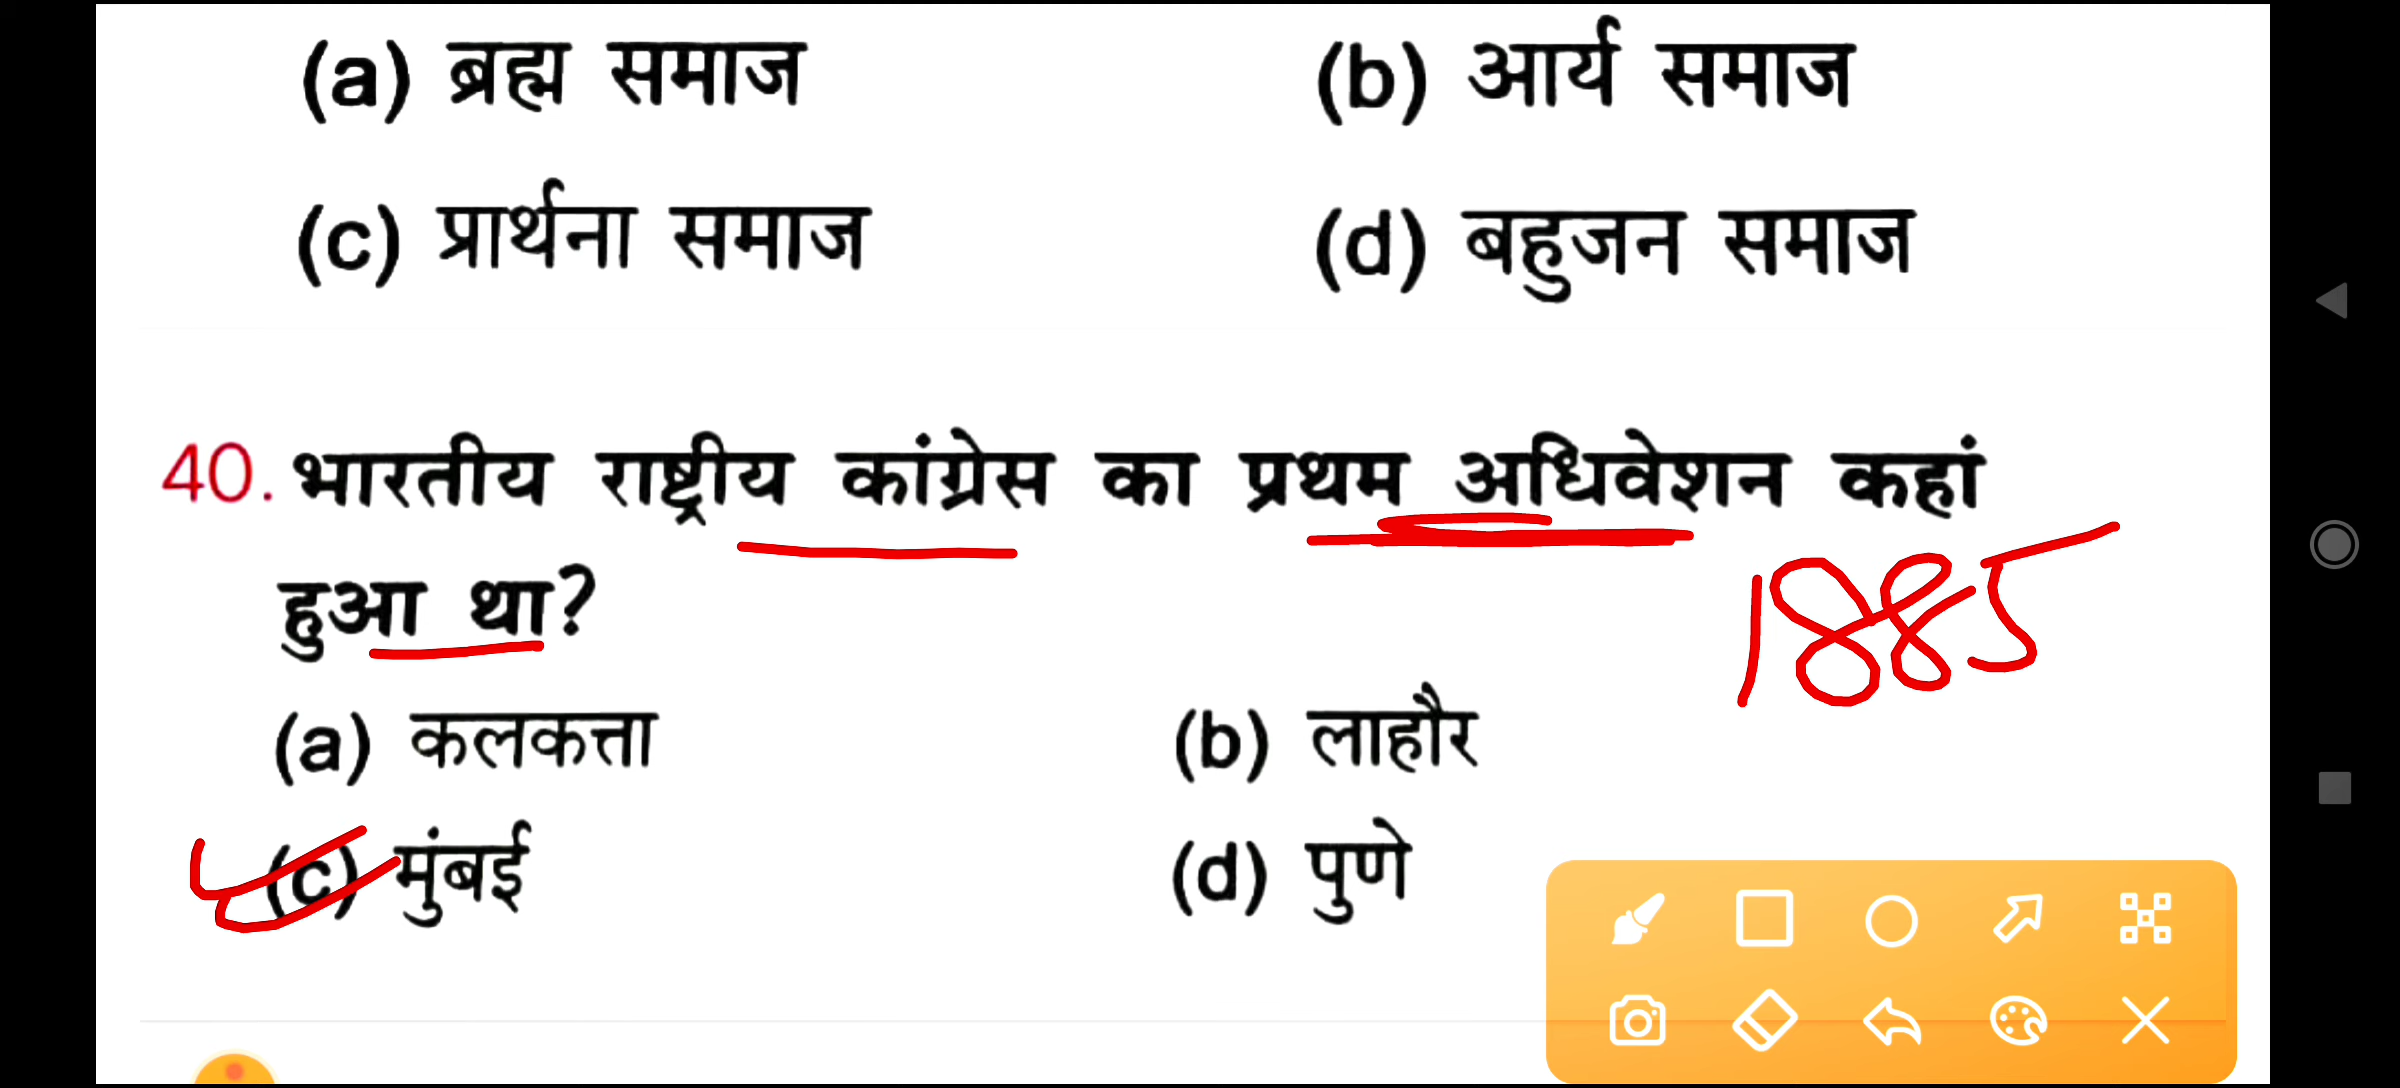 (a) ब्रह्म समाज (b) आर्य समाज
(c) प्रार्थना समाज (d) बहुजन समाज
40. भारतीय राष्ट्रीय कांग्रेस का प्रथम अधिवेशन कहां
हुआ था?
1885
(a) कलकत्ता (b) लाहौर
(c) मुंबई (d) पुणे